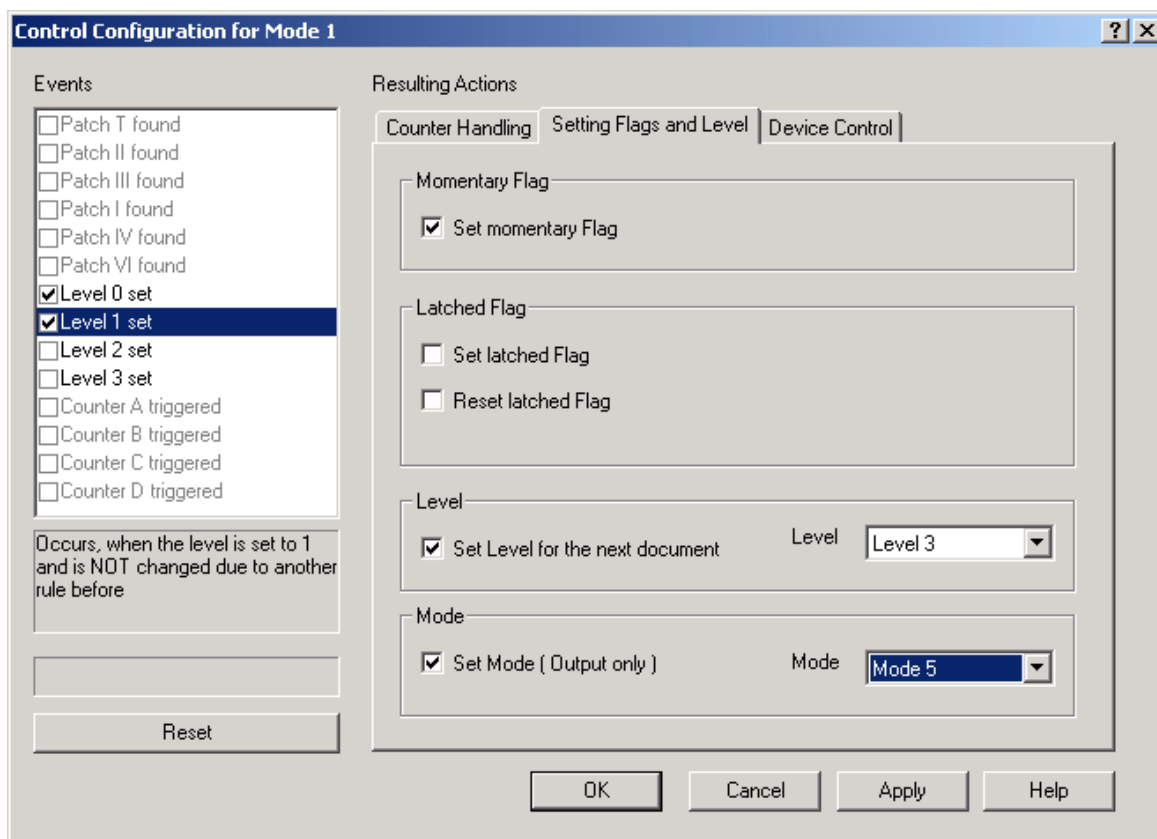 Control Configuration for Mode 1
Events
Patch T found
Patch II found
Patch III found
Patch I found
Patch IV found
Patch VI found
Level 0 set
Level 1 set
Level 2 set
Level 3 set
Counter A triggered
Counter B triggered
Counter C triggered
Counter D triggered
Occurs, when the level is set to 1
and is NOT changed due to another
rule before
Reset
Resulting Actions
Counter Handling
Setting Flags and Level
Device Control
Momentary Flag
Set momentary Flag
Latched Flag
Set latched Flag
Reset latched Flag
Level
Set Level for the next document
Level
Level 3
Mode
Set Mode ( Output only )
Mode
Mode 5
OK
Cancel
Apply
Help